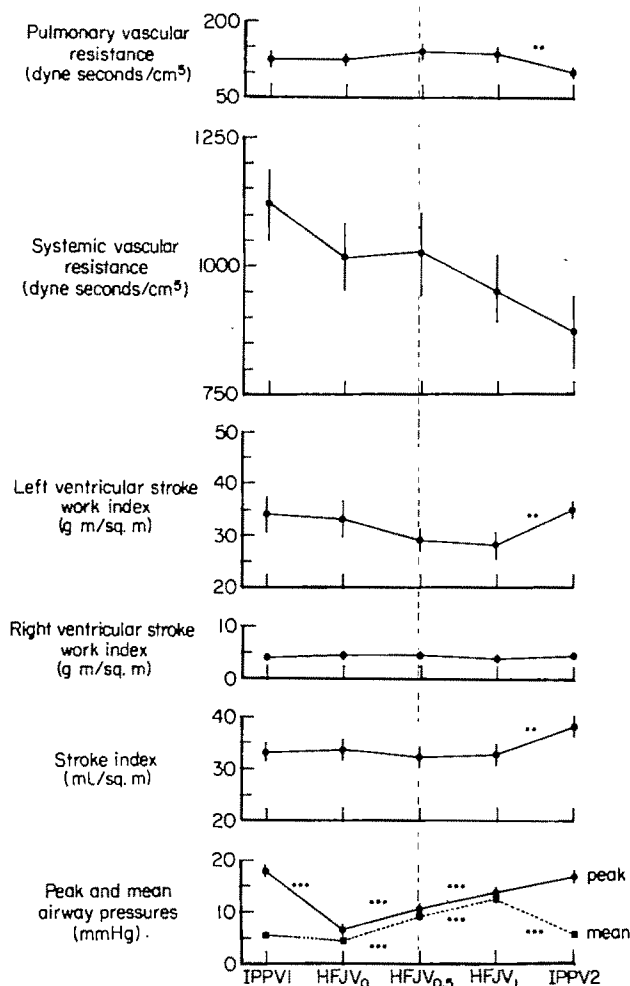 Pulmonary vascular
resistance
(dyne seconds/cm⁵)
200
50
••
Systemic vascular
resistance
(dyne seconds/cm⁵)
1250
1000
750
Left ventricular stroke
work index
(g m/sq. m)
50
40
30
20
••
Right ventricular stroke
work index
(g m/sq. m)
10
5
0
Stroke index
(mL/sq. m)
40
30
20
••
Peak and mean
airway pressures
(mmHg).
20
15
10
5
0
•••
•••
•••
•••
•••
•••
peak
mean
IPPV1 HFJV₀ HFJV₀.₅ HFJV₁ IPPV2